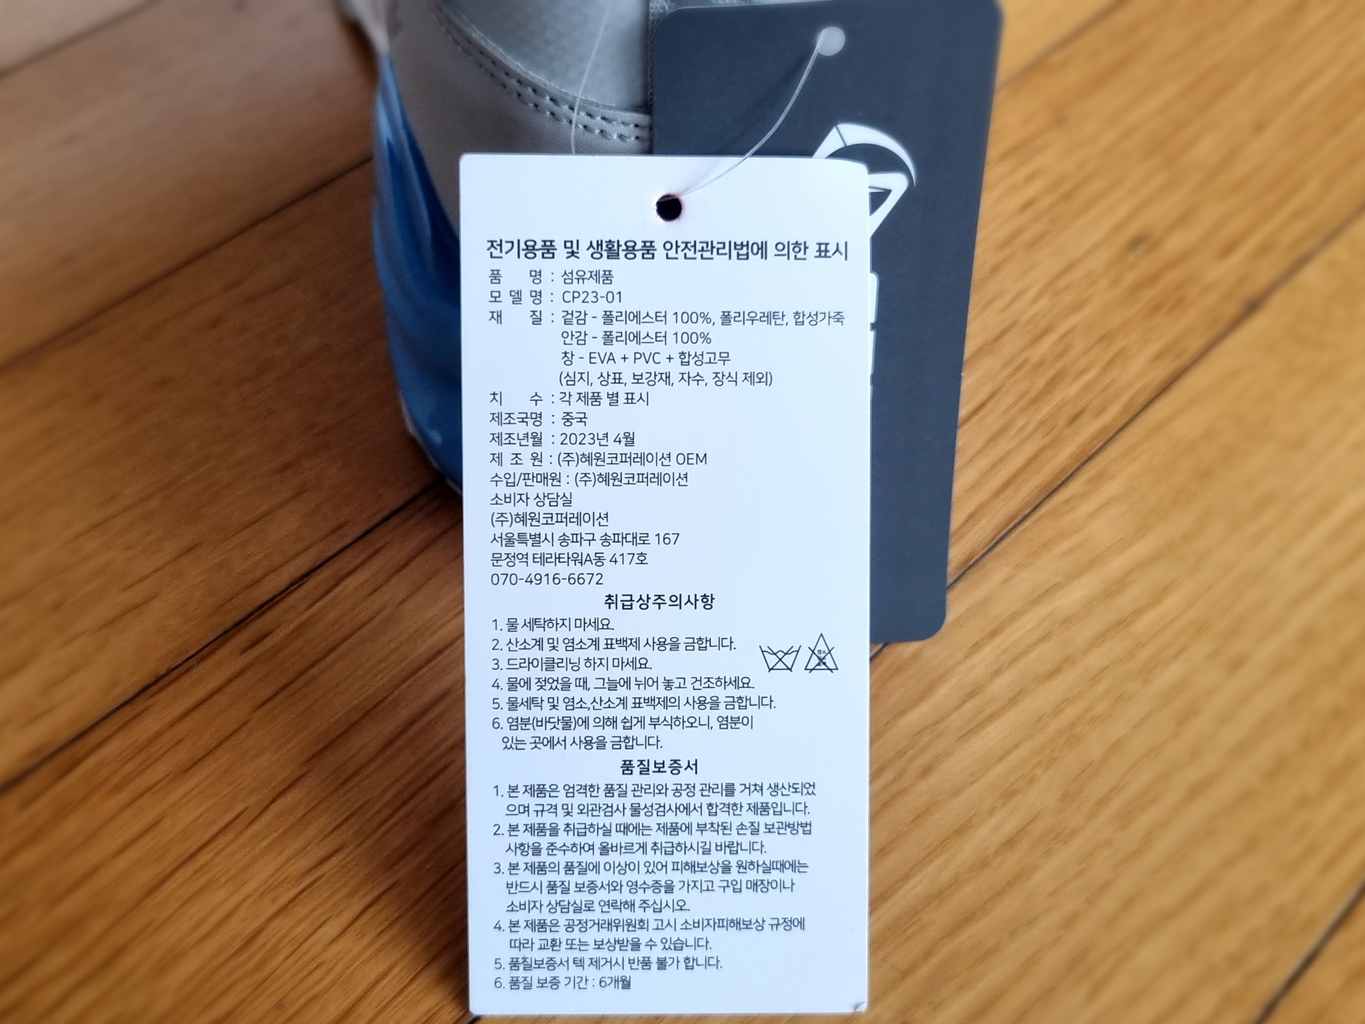 전기용품 및 생활용품 안전관리법에 의한 표시
품 명 : 섬유제품
모 델 명 : CP23-01
재 질 : 겉감 - 폴리에스터 100%, 폴리우레탄, 합성가죽
안감 - 폴리에스터 100%
창 - EVA + PVC + 합성고무
(심지, 상표, 보강재, 자수, 장식 제외)
치 수 : 각 제품 별 표시
제조국명 : 중국
제조년월 : 2023년 4월
제 조 원 : (주)혜원코퍼레이션 OEM
수입/판매원 : (주)혜원코퍼레이션
소비자 상담실
(주)혜원코퍼레이션
서울특별시 송파구 송파대로 167
문정역 테라타워A동 417호
070-4916-6672
취급상주의사항
1. 물 세탁하지 마세요.
2. 산소계 및 염소계 표백제 사용을 금합니다.
3. 드라이클리닝 하지 마세요.
4. 물에 젖었을 때, 그늘에 뉘어 놓고 건조하세요.
5. 물세탁 및 염소,산소계 표백제의 사용을 금합니다.
6. 염분(바닷물)에 의해 쉽게 부식하오니, 염분이
있는 곳에서 사용을 금합니다.
품질보증서
1. 본 제품은 엄격한 품질 관리와 공정 관리를 거쳐 생산되었
으며 규격 및 외관검사 물성검사에서 합격한 제품입니다.
2. 본 제품을 취급하실 때에는 제품에 부착된 손질 보관방법
사항을 준수하여 올바르게 취급하시길 바랍니다.
3. 본 제품의 품질에 이상이 있어 피해보상을 원하실때에는
반드시 품질 보증서와 영수증을 가지고 구입 매장이나
소비자 상담실로 연락해 주십시오.
4. 본 제품은 공정거래위원회 고시 소비자피해보상 규정에
따라 교환 또는 보상받을 수 있습니다.
5. 품질보증서 텍 제거시 반품 불가 합니다.
6. 품질 보증 기간 : 6개월